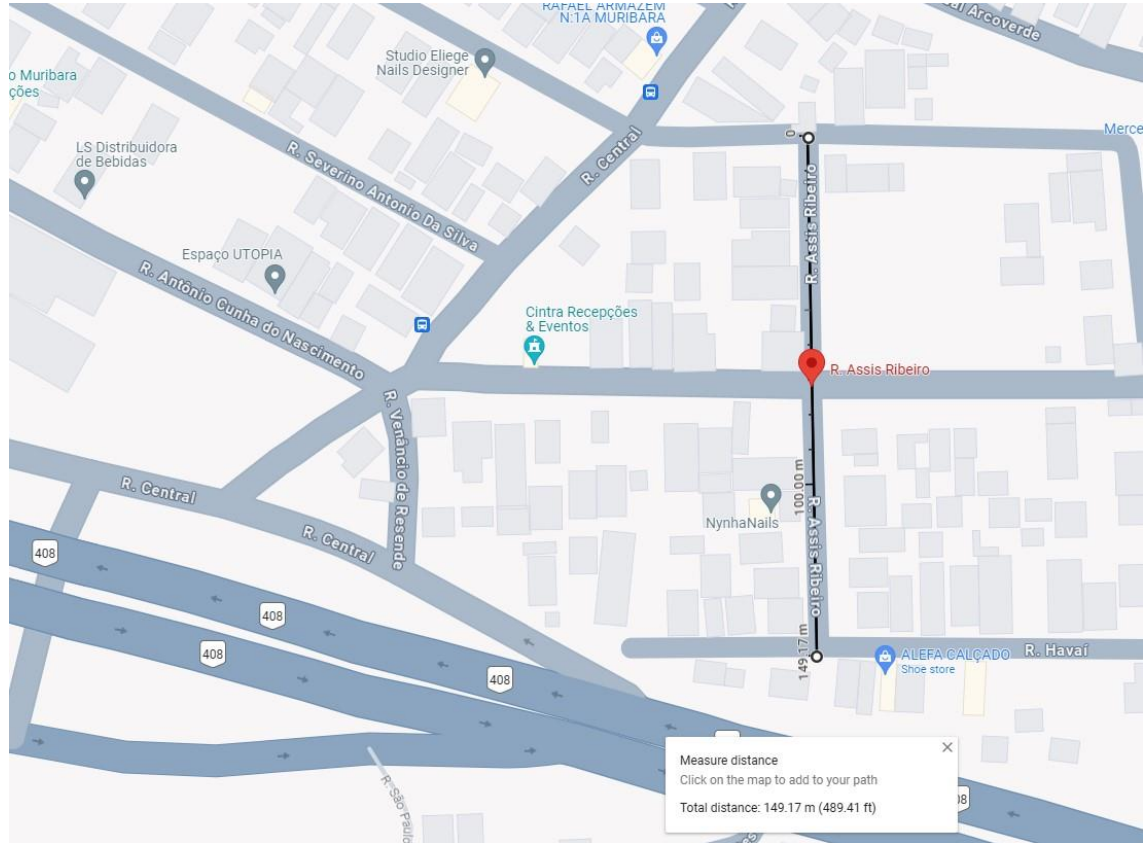 RAFAEL ARMAZEM
N:1A MURIBARA
al Arcoverde
Studio Eliege
Nails Designer
o Muribara
ções
LS Distribuidora
de Bebidas
R. Severino Antonio Da Silva
R. Central
0
Merce
R. Assis Ribeiro
Espaço UTOPIA
R. Antônio Cunha do Nascimento
Cintra Recepções
& Eventos
R. Assis Ribeiro
R. Venâncio de Resende
R. Central
R. Central
100.00 m
NynhaNails
R. Assis Ribeiro
408
408
408
408
149.17 m
R. Havaí
ALEFA CALÇADO
Shoe store
R. São Paulo
Measure distance
Click on the map to add to your path
Total distance: 149.17 m (489.41 ft)